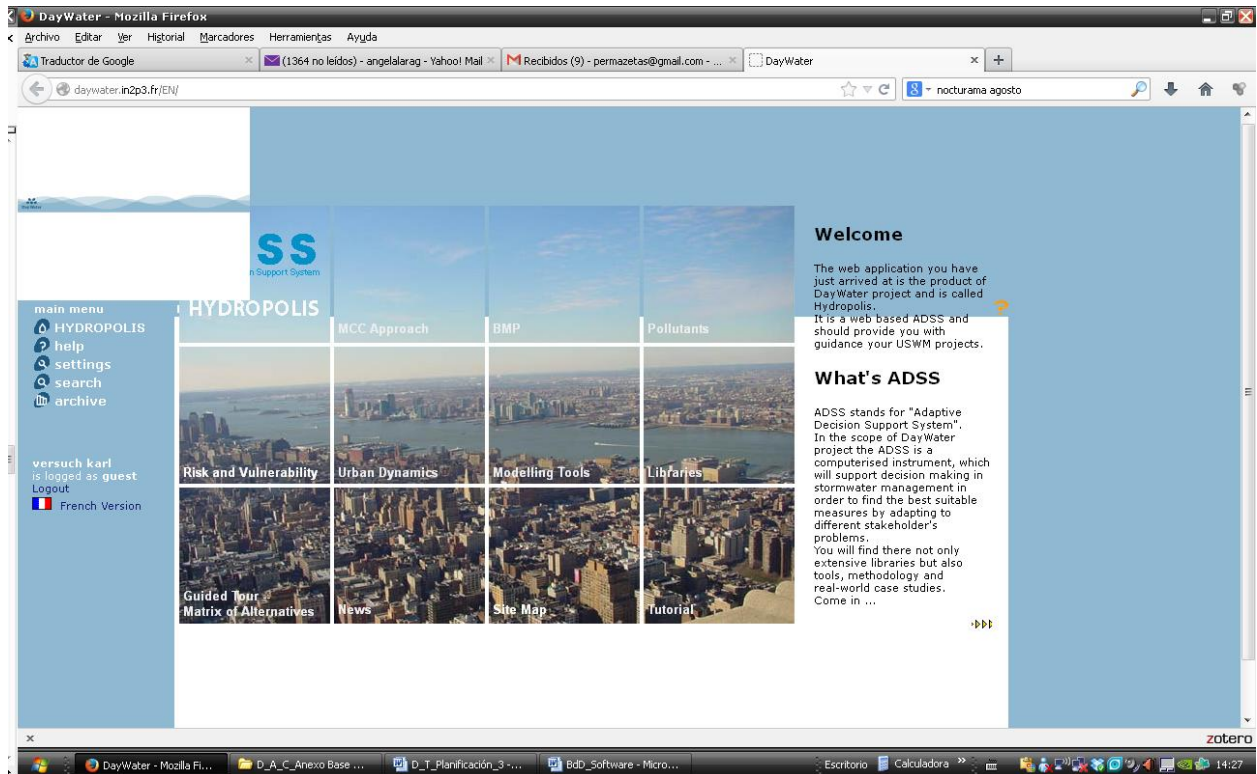 DayWater - Mozilla Firefox
Archivo Editar Ver Historial Marcadores Herramientas Ayuda
Traductor de Google
(1364 no leídos) - angelalarag - Yahoo! Mail
Recibidos (9) - permazetas@gmail.com - ...
DayWater
daywater.in2p3.fr/EN/
nocturama agosto
SS
n Support System
HYDROPOLIS
MCC Approach
BMP
Pollutants
Risk and Vulnerability
Urban Dynamics
Modelling Tools
Libraries
Guided Tour
Matrix of Alternatives
News
Site Map
Tutorial
main menu
HYDROPOLIS
help
settings
search
archive
versuch karl
is logged as guest
Logout
French Version
Welcome
The web application you have
just arrived at is the product of
DayWater project and is called
Hydropolis.
It is a web based ADSS and
should provide you with
guidance your USWM projects.
What's ADSS
ADSS stands for "Adaptive
Decision Support System".
In the scope of DayWater
project the ADSS is a
computerised instrument, which
will support decision making in
stormwater management in
order to find the best suitable
measures by adapting to
different stakeholder's
problems.
You will find there not only
extensive libraries but also
tools, methodology and
real-world case studies.
Come in ...
zotero
DayWater - Mozilla Fi...
D_A_C_Anexo Base ...
D_T_Planificación_3 -...
BdD_Software - Micro...
Escritorio
Calculadora
14:27